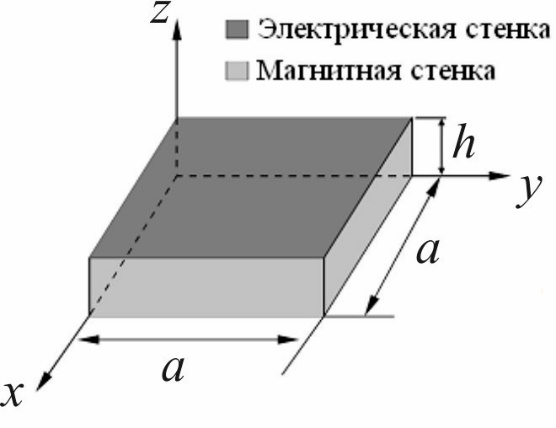 z
Электрическая стенка
Магнитная стенка
h
y
a
a
x